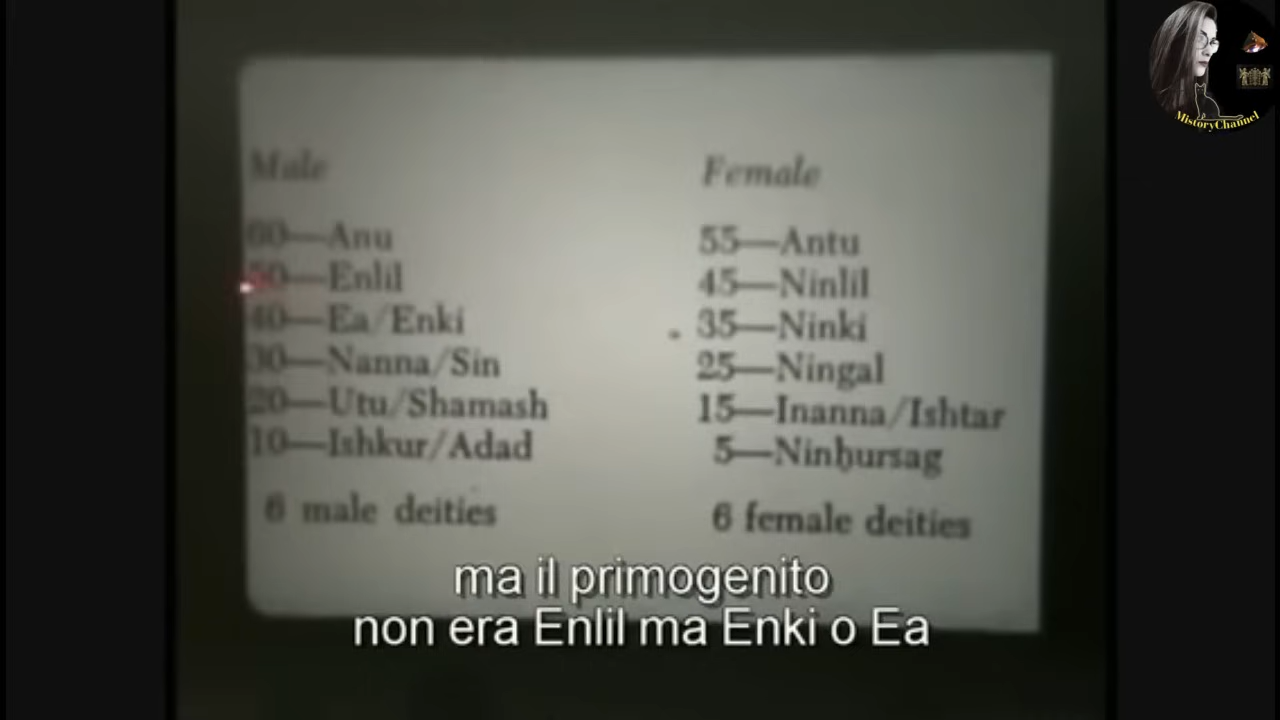 MistoryChannel
Male
60—Anu
50—Enlil
40—Ea/Enki
30—Nanna/Sin
20—Utu/Shamash
10—Ishkur/Adad
6 male deities
Female
55—Antu
45—Ninlil
35—Ninki
25—Ningal
15—Inanna/Ishtar
5—Ninḫursag
6 female deities
ma il primogenito
non era Enlil ma Enki o Ea